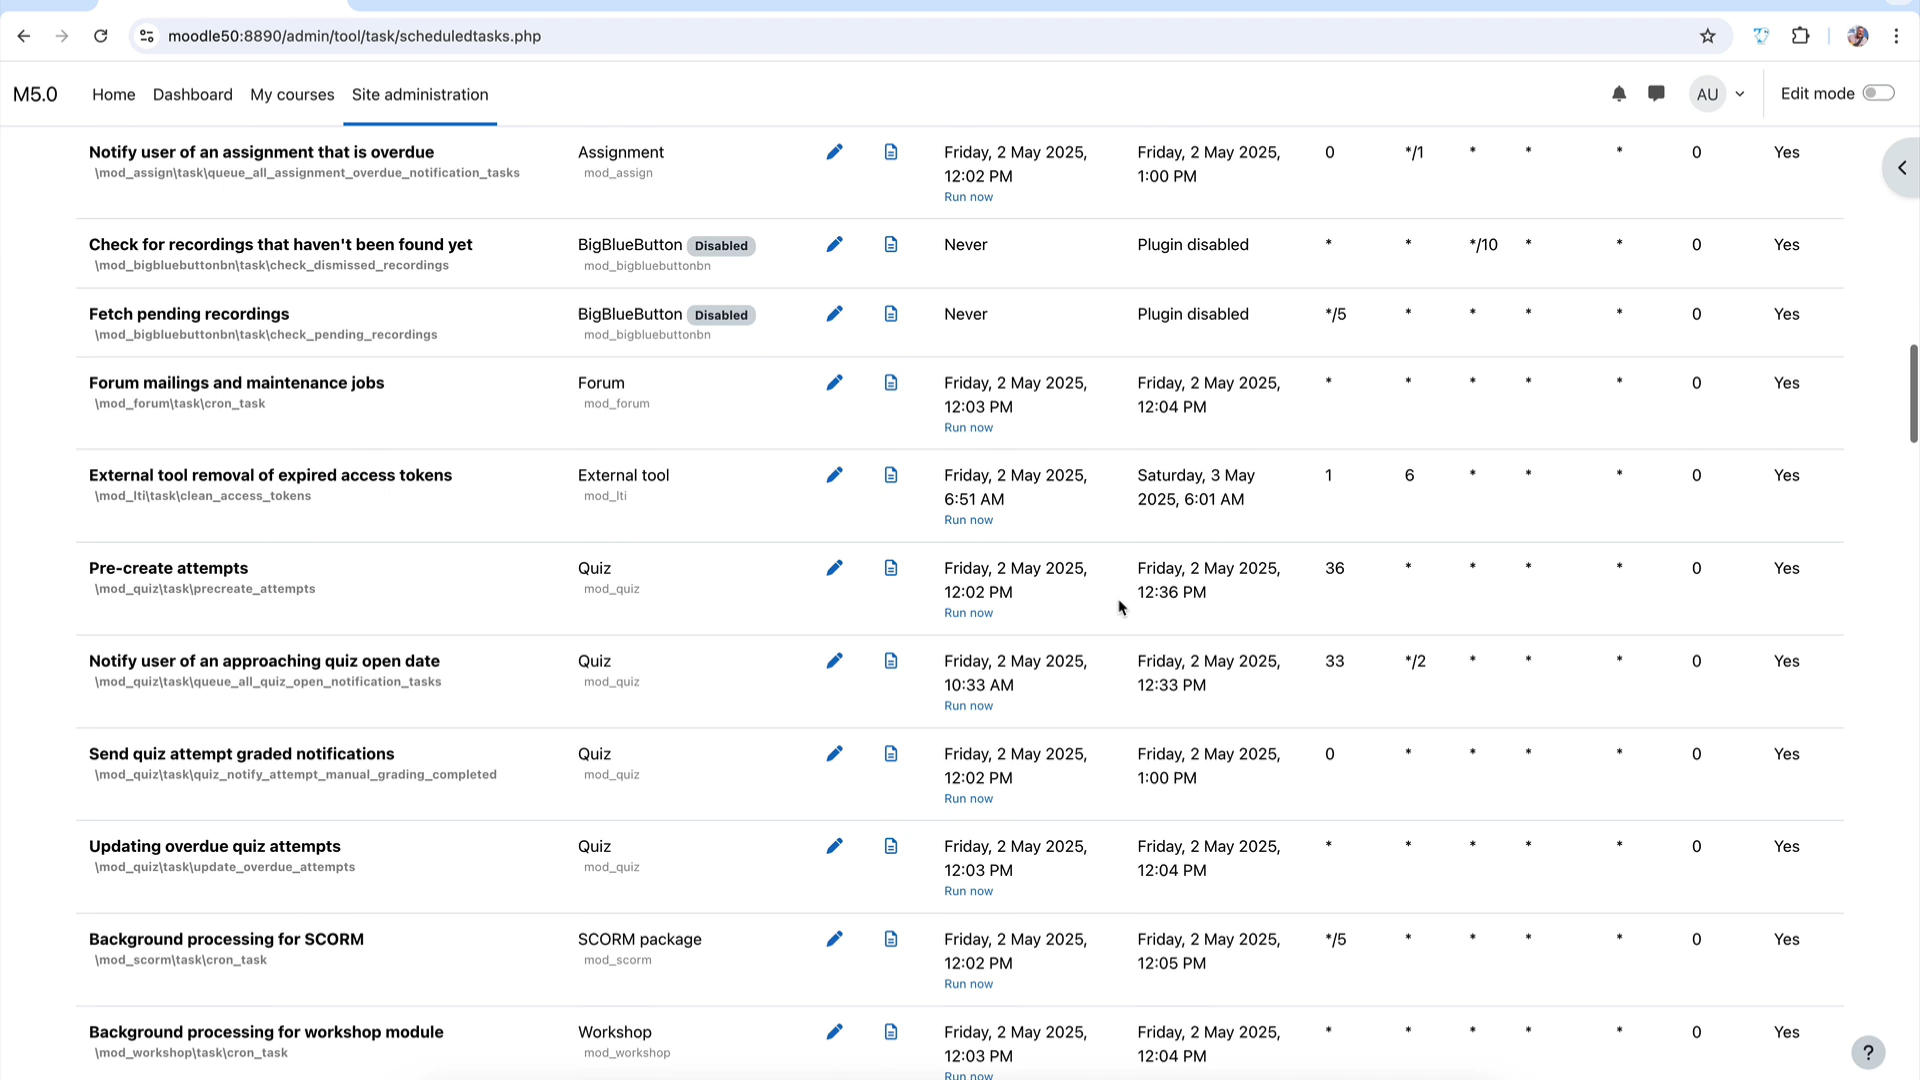 moodle50:8890/admin/tool/task/scheduledtasks.php
M5.0 Home Dashboard My courses Site administration AU Edit mode
Notify user of an assignment that is overdue Assignment Friday, 2 May 2025, Friday, 2 May 2025, 0 */1 * * * 0 Yes
\mod_assign\task\queue_all_assignment_overdue_notification_tasks mod_assign 12:02 PM 1:00 PM
Run now
Check for recordings that haven't been found yet BigBlueButton Disabled Never Plugin disabled * * */10 * * 0 Yes
\mod_bigbluebuttonbn\task\check_dismissed_recordings mod_bigbluebuttonbn
Fetch pending recordings BigBlueButton Disabled Never Plugin disabled */5 * * * * 0 Yes
\mod_bigbluebuttonbn\task\check_pending_recordings mod_bigbluebuttonbn
Forum mailings and maintenance jobs Forum Friday, 2 May 2025, Friday, 2 May 2025, * * * * * 0 Yes
\mod_forum\task\cron_task mod_forum 12:03 PM 12:04 PM
Run now
External tool removal of expired access tokens External tool Friday, 2 May 2025, Saturday, 3 May 1 6 * * * 0 Yes
\mod_lti\task\clean_access_tokens mod_lti 6:51 AM 2025, 6:01 AM
Run now
Pre-create attempts Quiz Friday, 2 May 2025, Friday, 2 May 2025, 36 * * * * 0 Yes
\mod_quiz\task\precreate_attempts mod_quiz 12:02 PM 12:36 PM
Run now
Notify user of an approaching quiz open date Quiz Friday, 2 May 2025, Friday, 2 May 2025, 33 */2 * * * 0 Yes
\mod_quiz\task\queue_all_quiz_open_notification_tasks mod_quiz 10:33 AM 12:33 PM
Run now
Send quiz attempt graded notifications Quiz Friday, 2 May 2025, Friday, 2 May 2025, 0 * * * * 0 Yes
\mod_quiz\task\quiz_notify_attempt_manual_grading_completed mod_quiz 12:02 PM 1:00 PM
Run now
Updating overdue quiz attempts Quiz Friday, 2 May 2025, Friday, 2 May 2025, * * * * * 0 Yes
\mod_quiz\task\update_overdue_attempts mod_quiz 12:03 PM 12:04 PM
Run now
Background processing for SCORM SCORM package Friday, 2 May 2025, Friday, 2 May 2025, */5 * * * * 0 Yes
\mod_scorm\task\cron_task mod_scorm 12:02 PM 12:05 PM
Run now
Background processing for workshop module Workshop Friday, 2 May 2025, Friday, 2 May 2025, * * * * * 0 Yes
\mod_workshop\task\cron_task mod_workshop 12:03 PM 12:04 PM
Run now
?